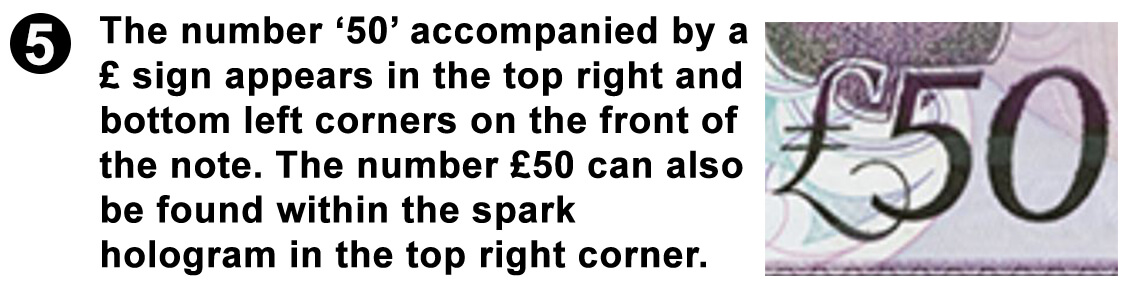 5
The number ‘50’ accompanied by a
£ sign appears in the top right and
bottom left corners on the front of
the note. The number £50 can also
be found within the spark
hologram in the top right corner.
£50